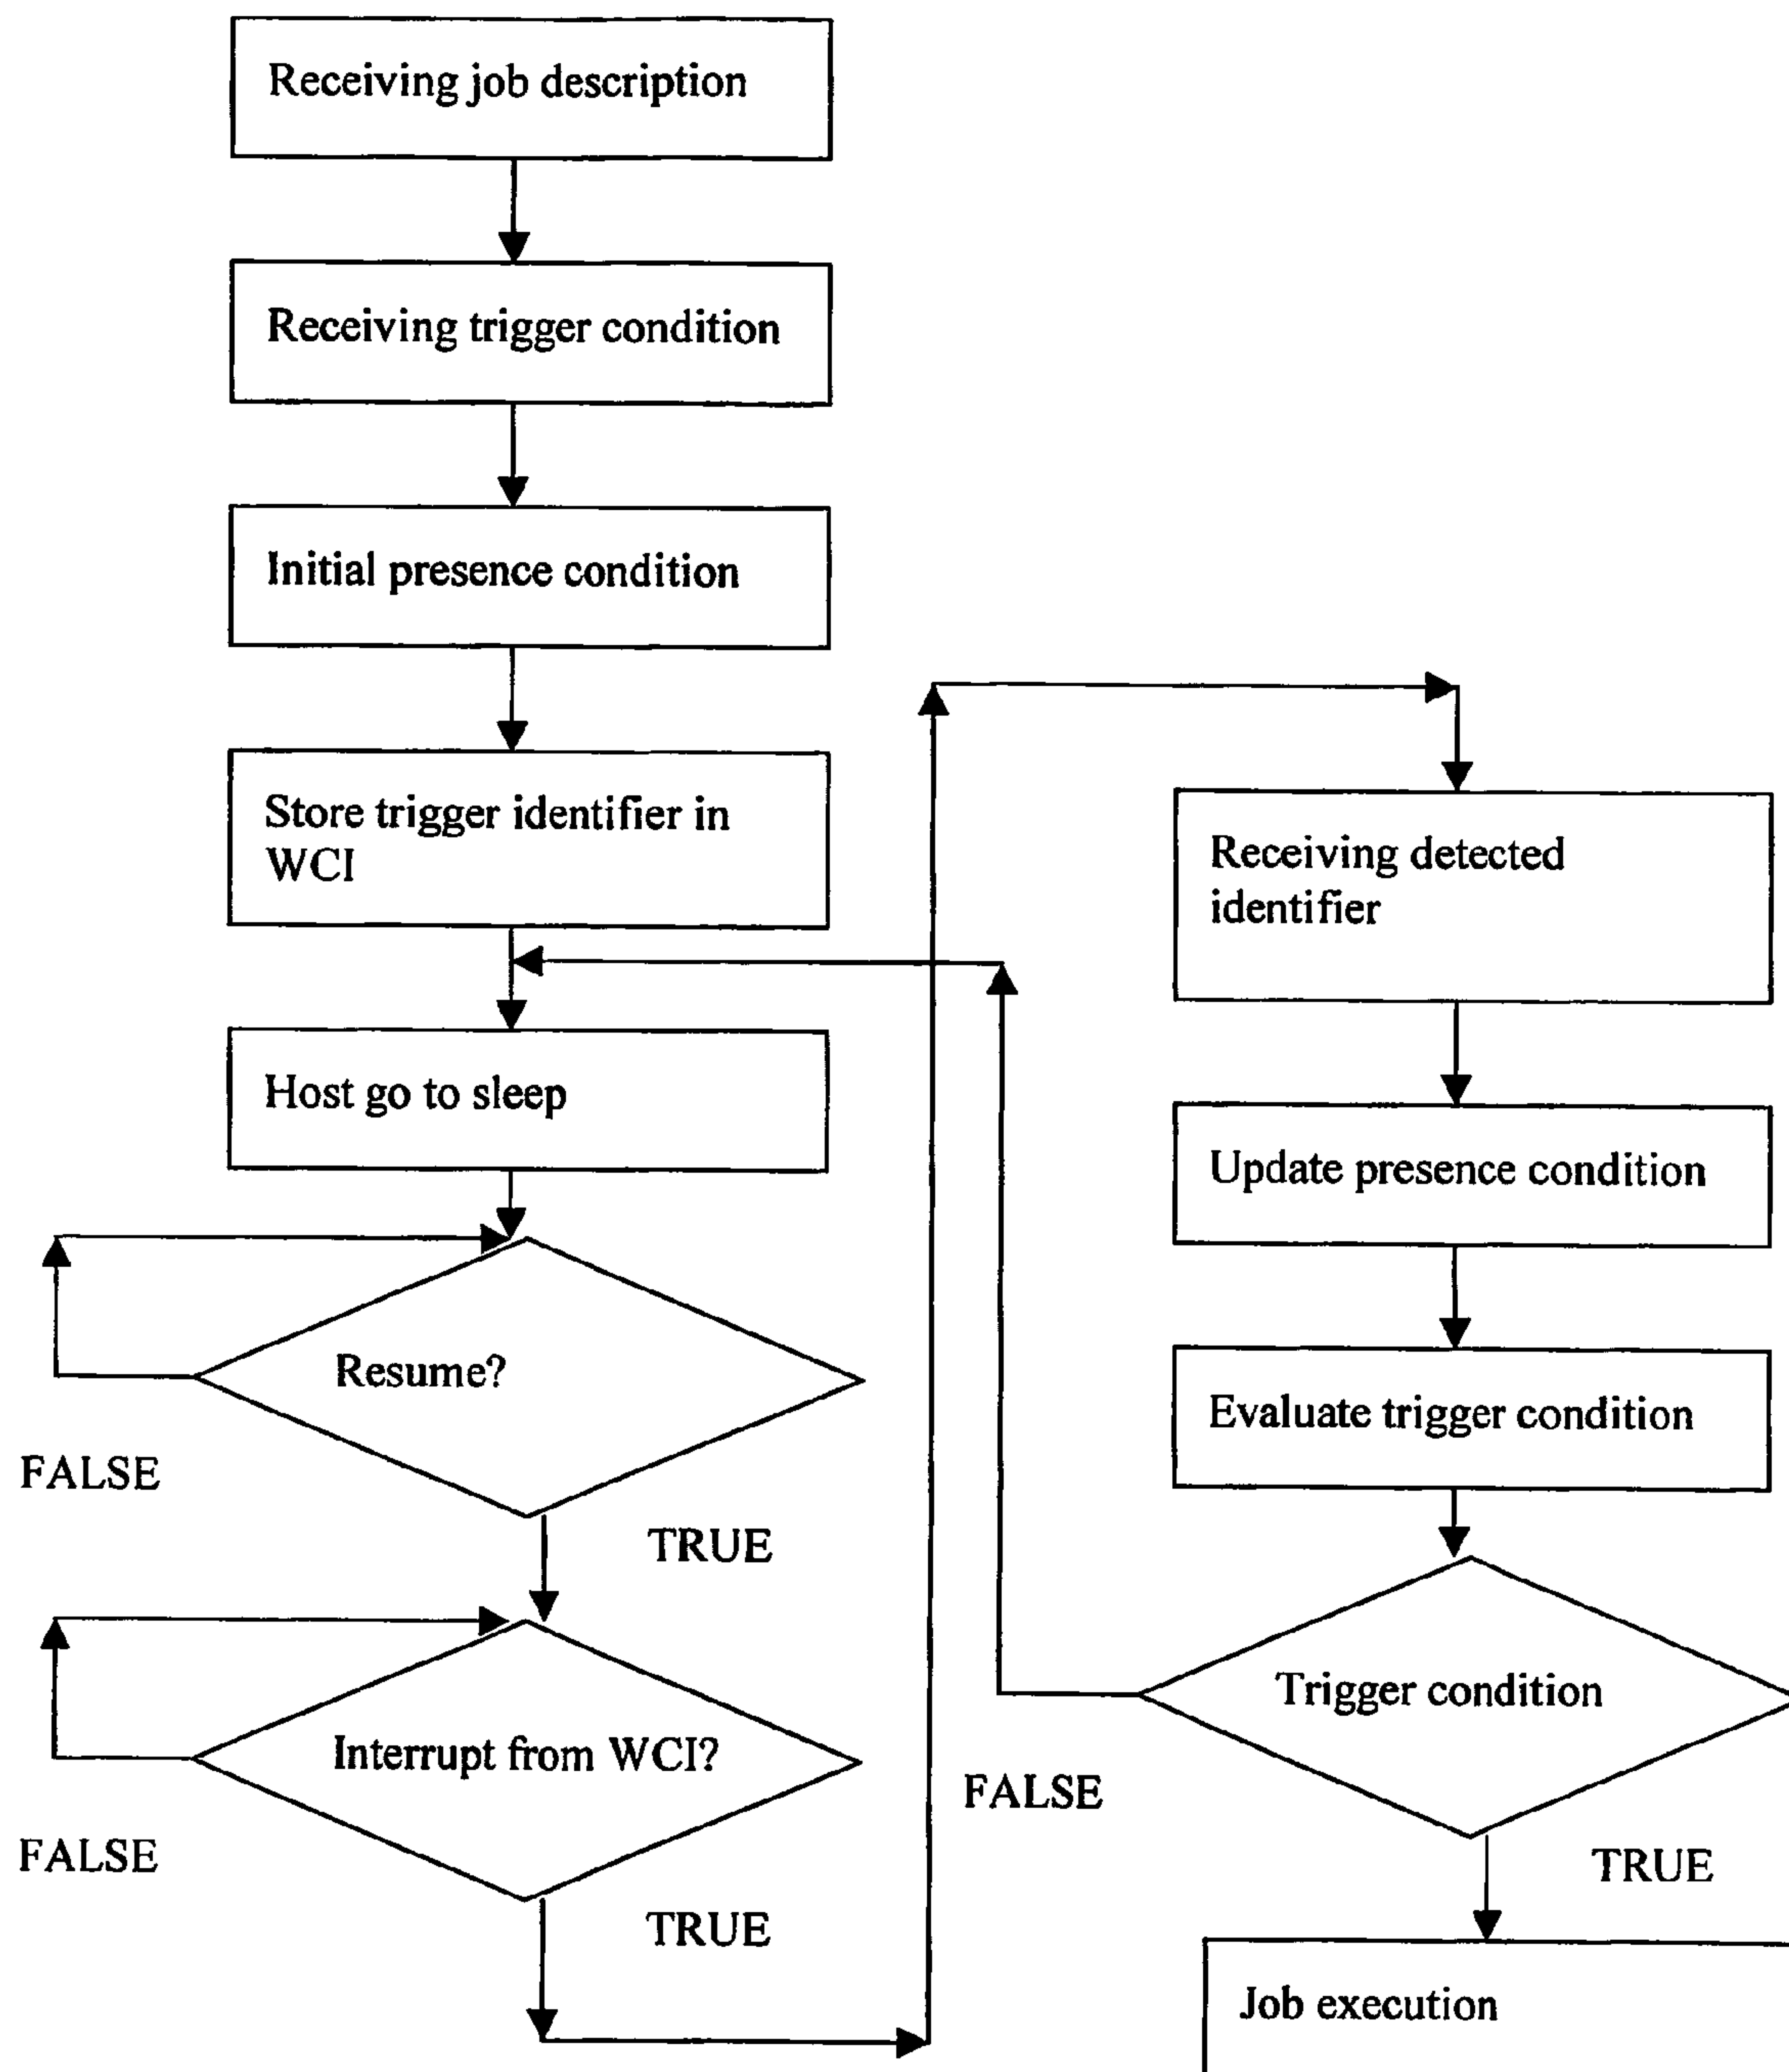 Receiving job description
Receiving trigger condition
Initial presence condition
Store trigger identifier in
WCI
Host go to sleep
Resume?
FALSE
TRUE
Interrupt from WCI?
FALSE
TRUE
Receiving detected
identifier
Update presence condition
Evaluate trigger condition
Trigger condition
FALSE
TRUE
Job execution